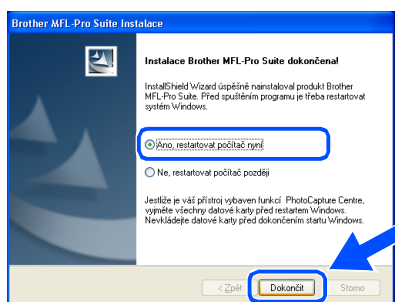 Brother MFL-Pro Suite Instalace
Instalace Brother MFL-Pro Suite dokončena!
InstallShield Wizard úspěšně nainstaloval produkt Brother
MFL-Pro Suite. Před spuštěním programu je třeba restartovat
systém Windows.
Ano, restartovat počítač nyní
Ne, restartovat počítač později
Jestliže je váš přístroj vybaven funkcí PhotoCapture Centre,
vyjměte všechny datové karty před restartem Windows.
Nevkládejte datové karty před dokončením startu Windows.
< Zpět Dokončit Storno